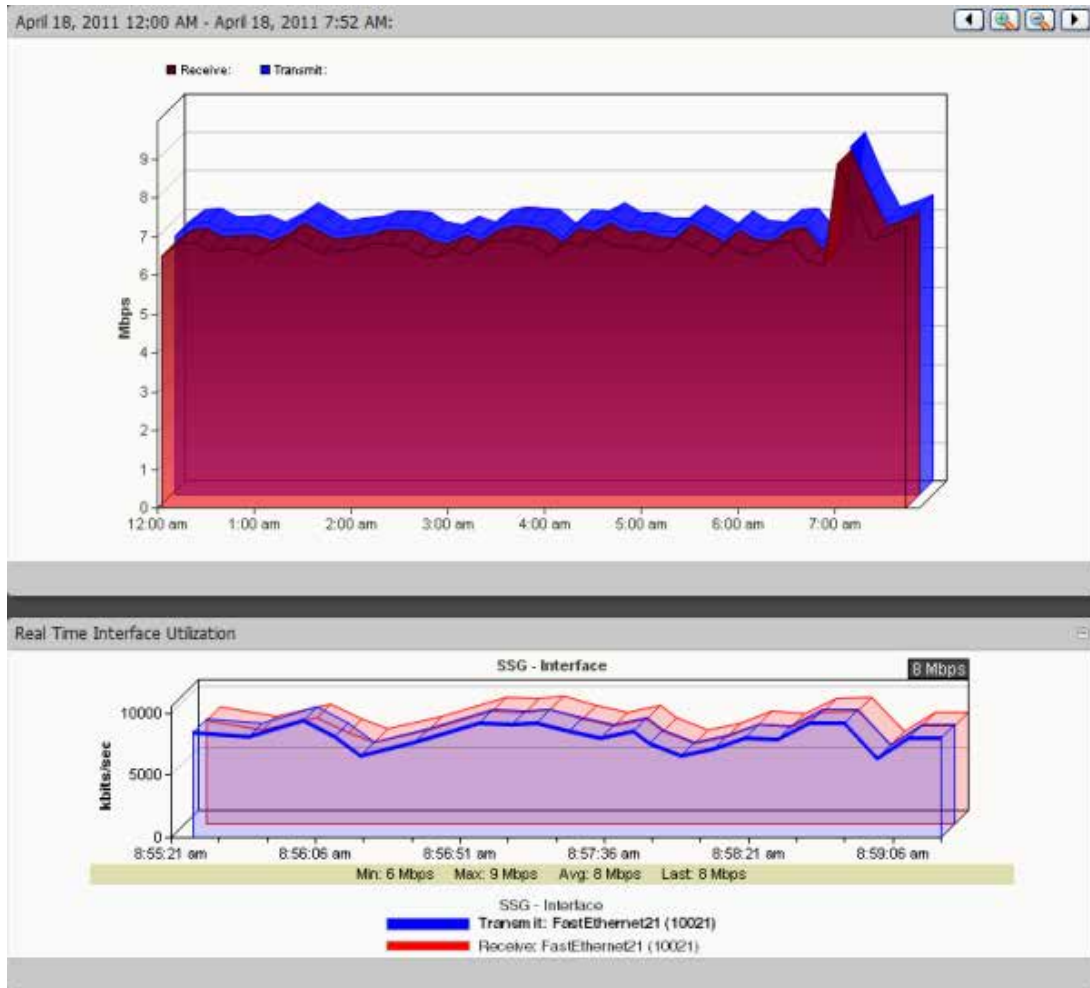 April 18, 2011 12:00 AM - April 18, 2011 7:52 AM:
Receive: Transmit:
Mbps
9
8
7
6
5
4
3
2
1
0
12:00 am 1:00 am 2:00 am 3:00 am 4:00 am 5:00 am 6:00 am 7:00 am
Real Time Interface Utilization
SSG - Interface
8 Mbps
kbits/sec
10000
5000
0
8:55:21 am 8:56:06 am 8:56:51 am 8:57:36 am 8:58:21 am 8:59:06 am
Min: 6 Mbps Max: 9 Mbps Avg: 8 Mbps Last: 8 Mbps
SSG - Interface
Transmit: FastEthernet21 (10021)
Receive: FastEthernet21 (10021)